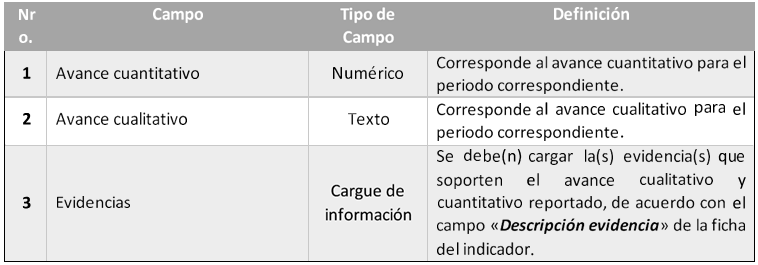 Nr
o.
Campo
Tipo de
Campo
Definición
1
Avance cuantitativo
Numérico
Corresponde al avance cuantitativo para el
periodo correspondiente.
2
Avance cualitativo
Texto
Corresponde al avance cualitativo para el
periodo correspondiente.
3
Evidencias
Cargue de
información
Se debe(n) cargar la(s) evidencia(s) que
soporten el avance cualitativo y
cuantitativo reportado, de acuerdo con el
campo «Descripción evidencia» de la ficha
del indicador.